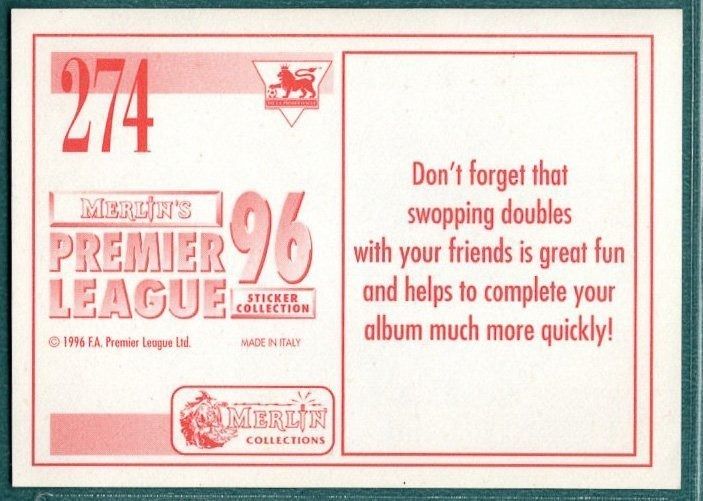 274
MERLIN'S
PREMIER
LEAGUE
96
STICKER
COLLECTION
© 1996 F.A. Premier League Ltd.
MADE IN ITALY
MERLIN
COLLECTIONS
Don't forget that
swopping doubles
with your friends is great fun
and helps to complete your
album much more quickly!